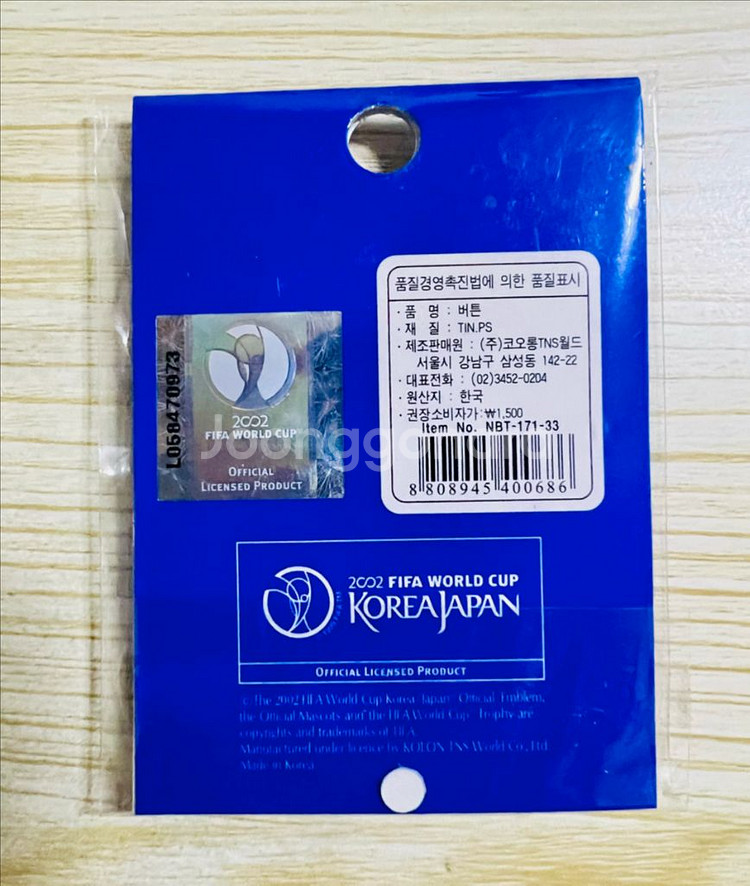 품질경영촉진법에 의한 품질표시
· 품 명 : 버튼
· 재 질 : TIN.PS
· 제조판매원 : (주)코오롱TNS월드
서울시 강남구 삼성동 142-22
· 대표전화 : (02)3452-0204
· 원산지 : 한국
· 권장소비자가:₩1,500
Item No. NBT-171-33
8 808945 400686
L058470973
2002
FIFA WORLD CUP
OFFICIAL
LICENSED PRODUCT
Joonggonara
2002 FIFA WORLD CUP
KOREA JAPAN
OFFICIAL LICENSED PRODUCT
© The 2002 FIFA World Cup Korea Japan Official Emblem,
the Official Mascots and the FIFA World Cup Trophy are
copyrights and trademarks of FIFA
Manufactured under licence by KOLON TNS World Co., Ltd
Made in Korea